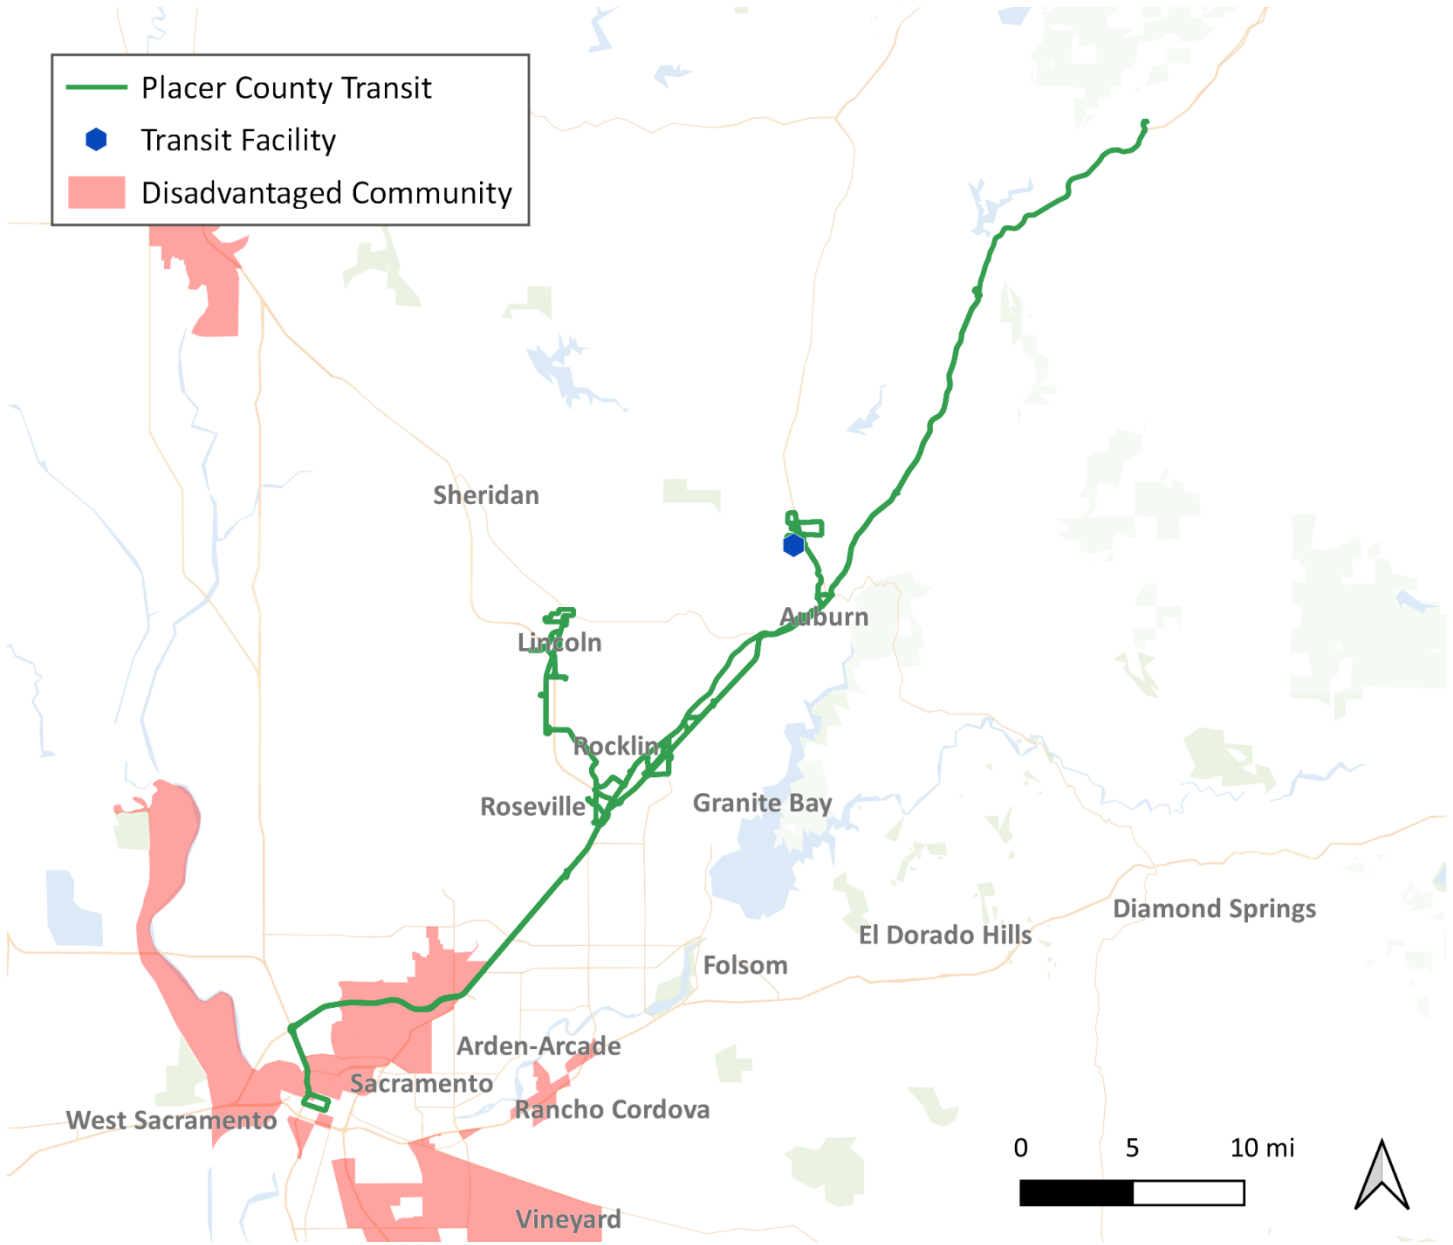 Placer County Transit
Transit Facility
Disadvantaged Community
Sheridan
Auburn
Lincoln
Rocklin
Roseville
Granite Bay
Diamond Springs
El Dorado Hills
Folsom
Arden-Arcade
Sacramento
Rancho Cordova
West Sacramento
0 5 10 mi
Vineyard